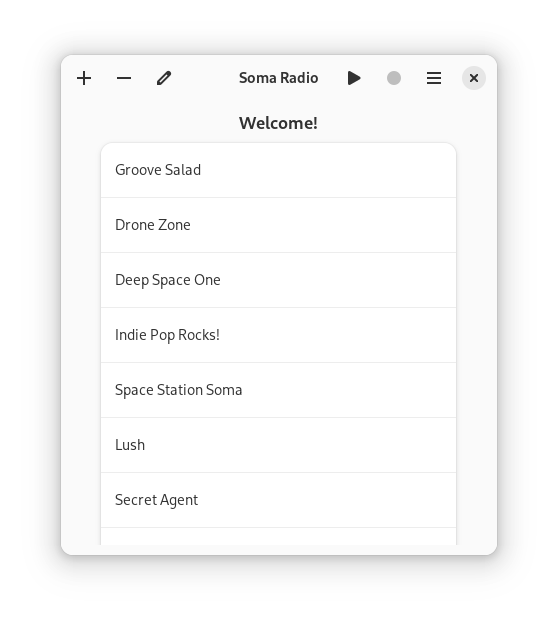 Soma Radio
Welcome!
Groove Salad
Drone Zone
Deep Space One
Indie Pop Rocks!
Space Station Soma
Lush
Secret Agent